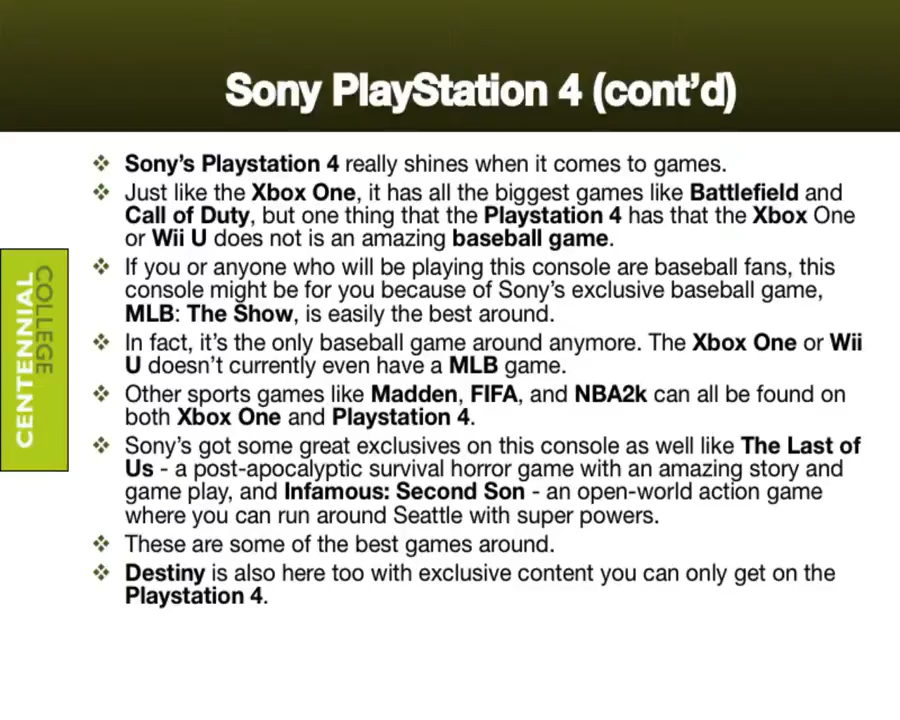 Sony PlayStation 4 (cont'd)
❖ Sony's Playstation 4 really shines when it comes to games.
❖ Just like the Xbox One, it has all the biggest games like Battlefield and
Call of Duty, but one thing that the Playstation 4 has that the Xbox One
or Wii U does not is an amazing baseball game.
❖ If you or anyone who will be playing this console are baseball fans, this
console might be for you because of Sony's exclusive baseball game,
MLB: The Show, is easily the best around.
❖ In fact, it's the only baseball game around anymore. The Xbox One or Wii
U doesn't currently even have a MLB game.
❖ Other sports games like Madden, FIFA, and NBA2k can all be found on
both Xbox One and Playstation 4.
❖ Sony's got some great exclusives on this console as well like The Last of
Us - a post-apocalyptic survival horror game with an amazing story and
game play, and Infamous: Second Son - an open-world action game
where you can run around Seattle with super powers.
❖ These are some of the best games around.
❖ Destiny is also here too with exclusive content you can only get on the
Playstation 4.
CENTENNIAL
COLLEGE